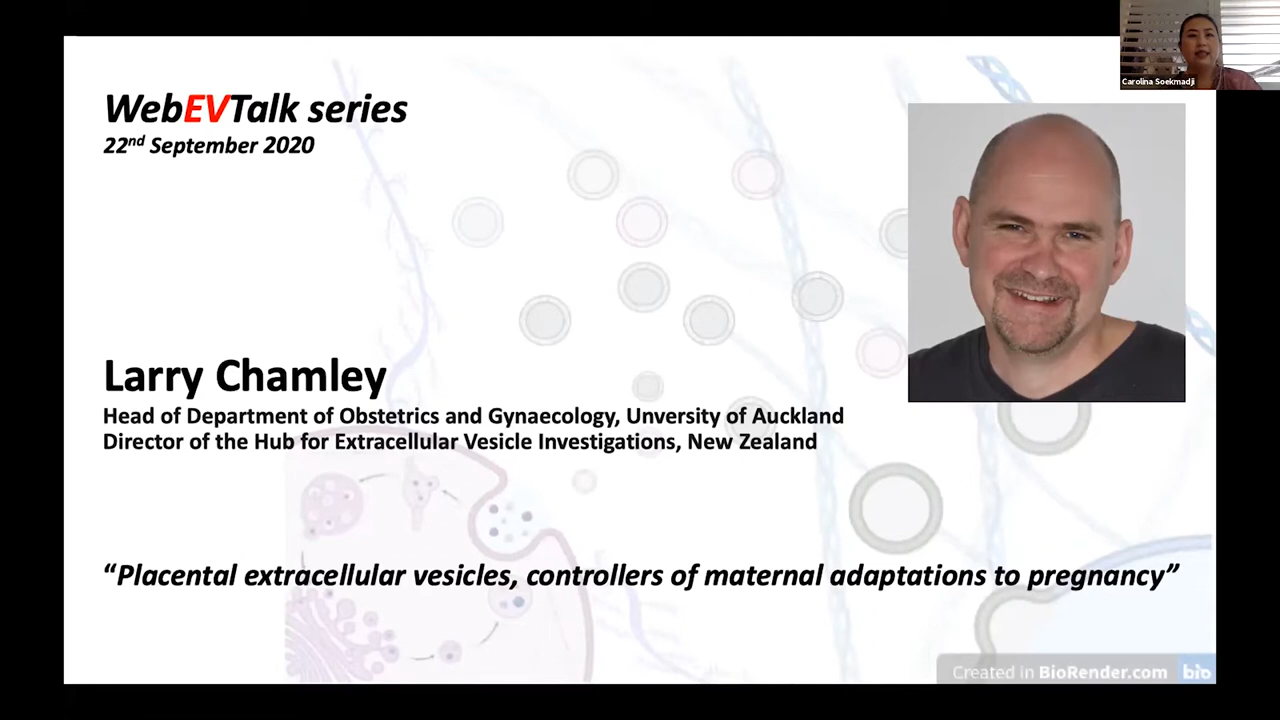 Carolina Soekmadji
WebEVTalk series
22nd September 2020
Larry Chamley
Head of Department of Obstetrics and Gynaecology, Unversity of Auckland
Director of the Hub for Extracellular Vesicle Investigations, New Zealand
“Placental extracellular vesicles, controllers of maternal adaptations to pregnancy”
Created in BioRender.com bio